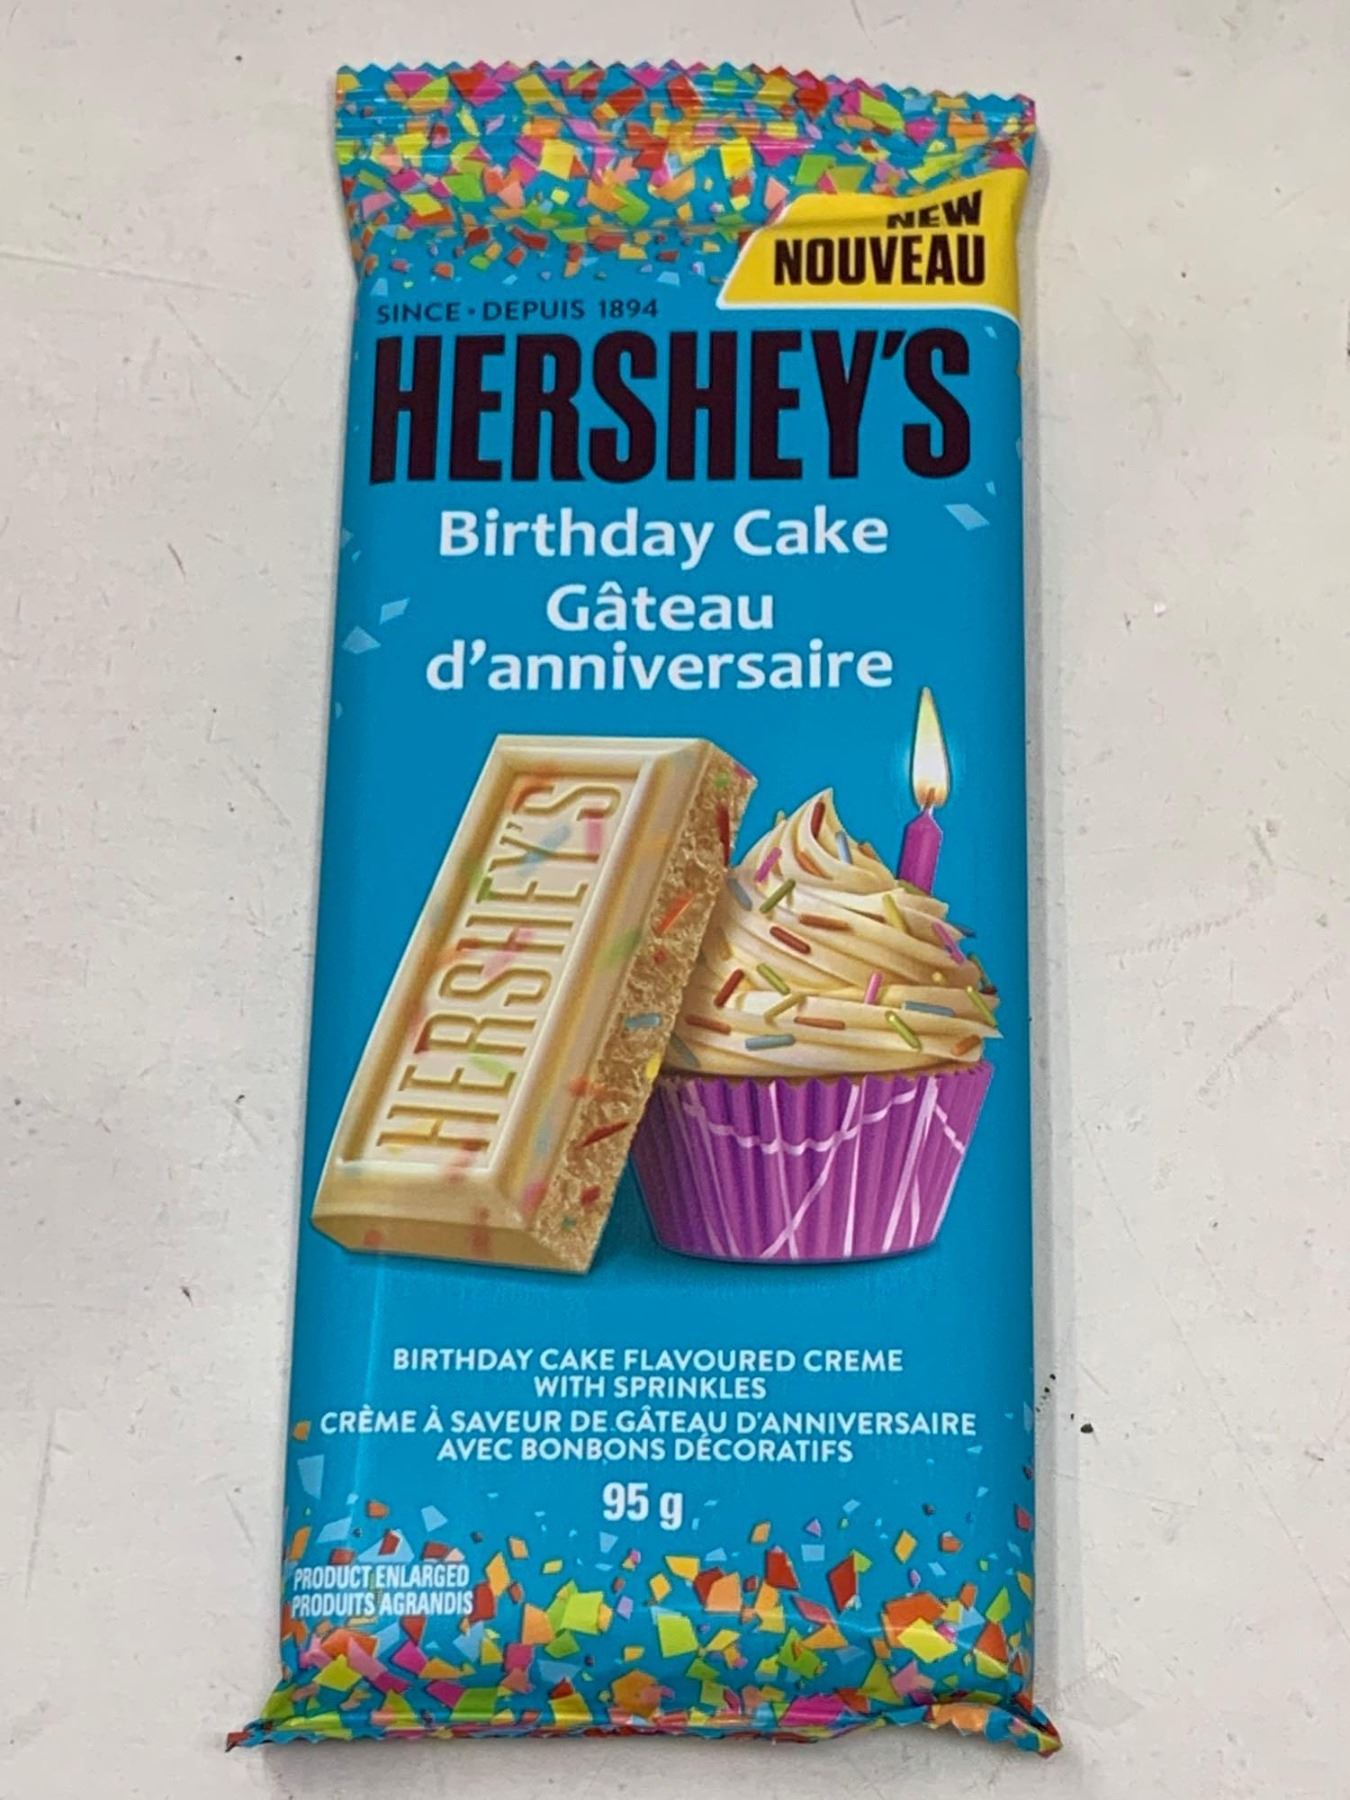 NEW
NOUVEAU
SINCE • DEPUIS 1894
HERSHEY'S
Birthday Cake
Gâteau
d'anniversaire
HERSHEY'S
BIRTHDAY CAKE FLAVOURED CREME
WITH SPRINKLES
CRÈME À SAVEUR DE GÂTEAU D'ANNIVERSAIRE
AVEC BONBONS DÉCORATIFS
95 g
PRODUCT ENLARGED
PRODUITS AGRANDIS